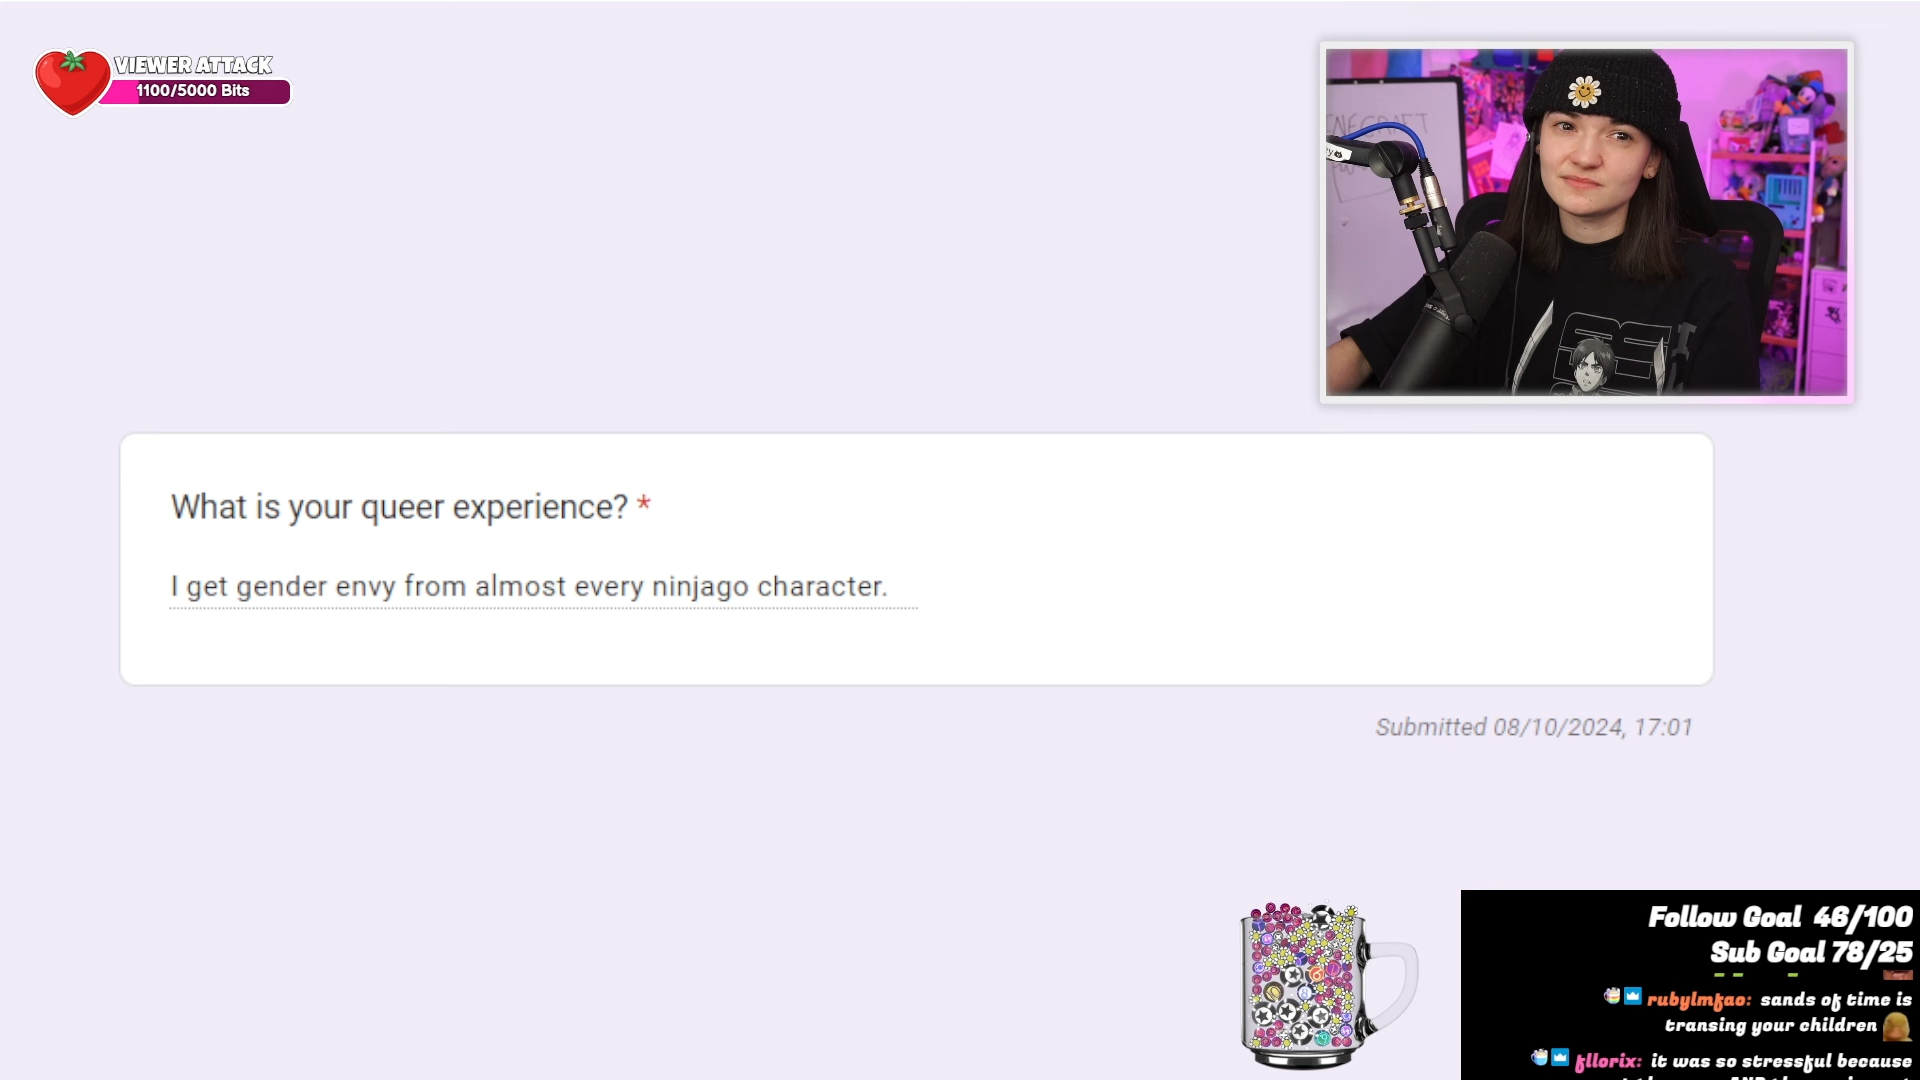 VIEWER ATTACK
1100/5000 Bits
What is your queer experience? *
I get gender envy from almost every ninjago character.
Submitted 08/10/2024, 17:01
Follow Goal 46/100
Sub Goal 78/25
rubylmfao: sands of time is
transing your children
fllorix: it was so stressful because